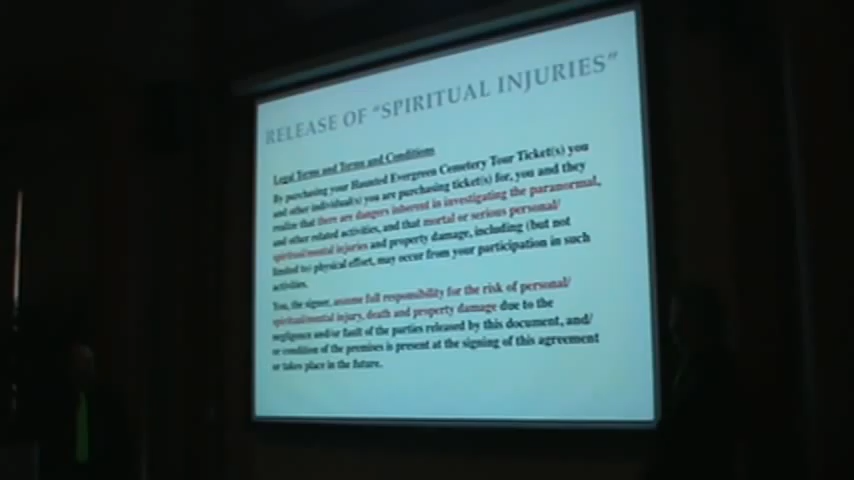 RELEASE OF "SPIRITUAL INJURIES"
Legal Terms and Terms and Conditions
By purchasing your Haunted Evergreen Cemetery Tour Ticket(s) you
and other individual(s) you are purchasing ticket(s) for, you and they
realize that there are dangers inherent in investigating the paranormal,
and other related activities, and that mortal or serious personal/
spiritual/mental injuries and property damage, including (but not
limited to) physical effort, may occur from your participation in such
activities.
You, the signer, assume full responsibility for the risk of personal/
spiritual/mental injury, death and property damage due to the
negligence and/or fault of the parties released by this document, and/
or condition of the premises is present at the signing of this agreement
or takes place in the future.